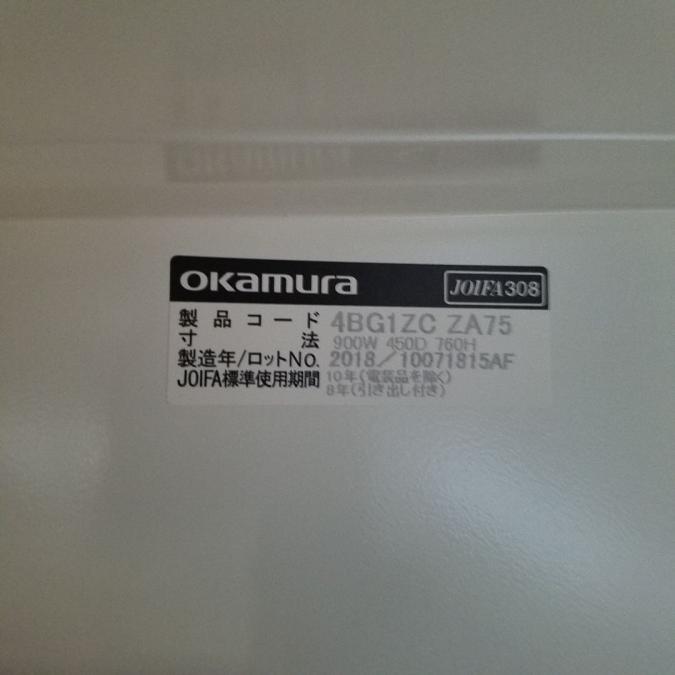 okamura
JOIFA308
製品コード 4BG1ZC ZA75
寸法 900W 450D 760H
製造年/ロットNo. 2018/10071815AF
JOIFA標準使用期間 10年(電装品を除く)
8年(引き出し付き)